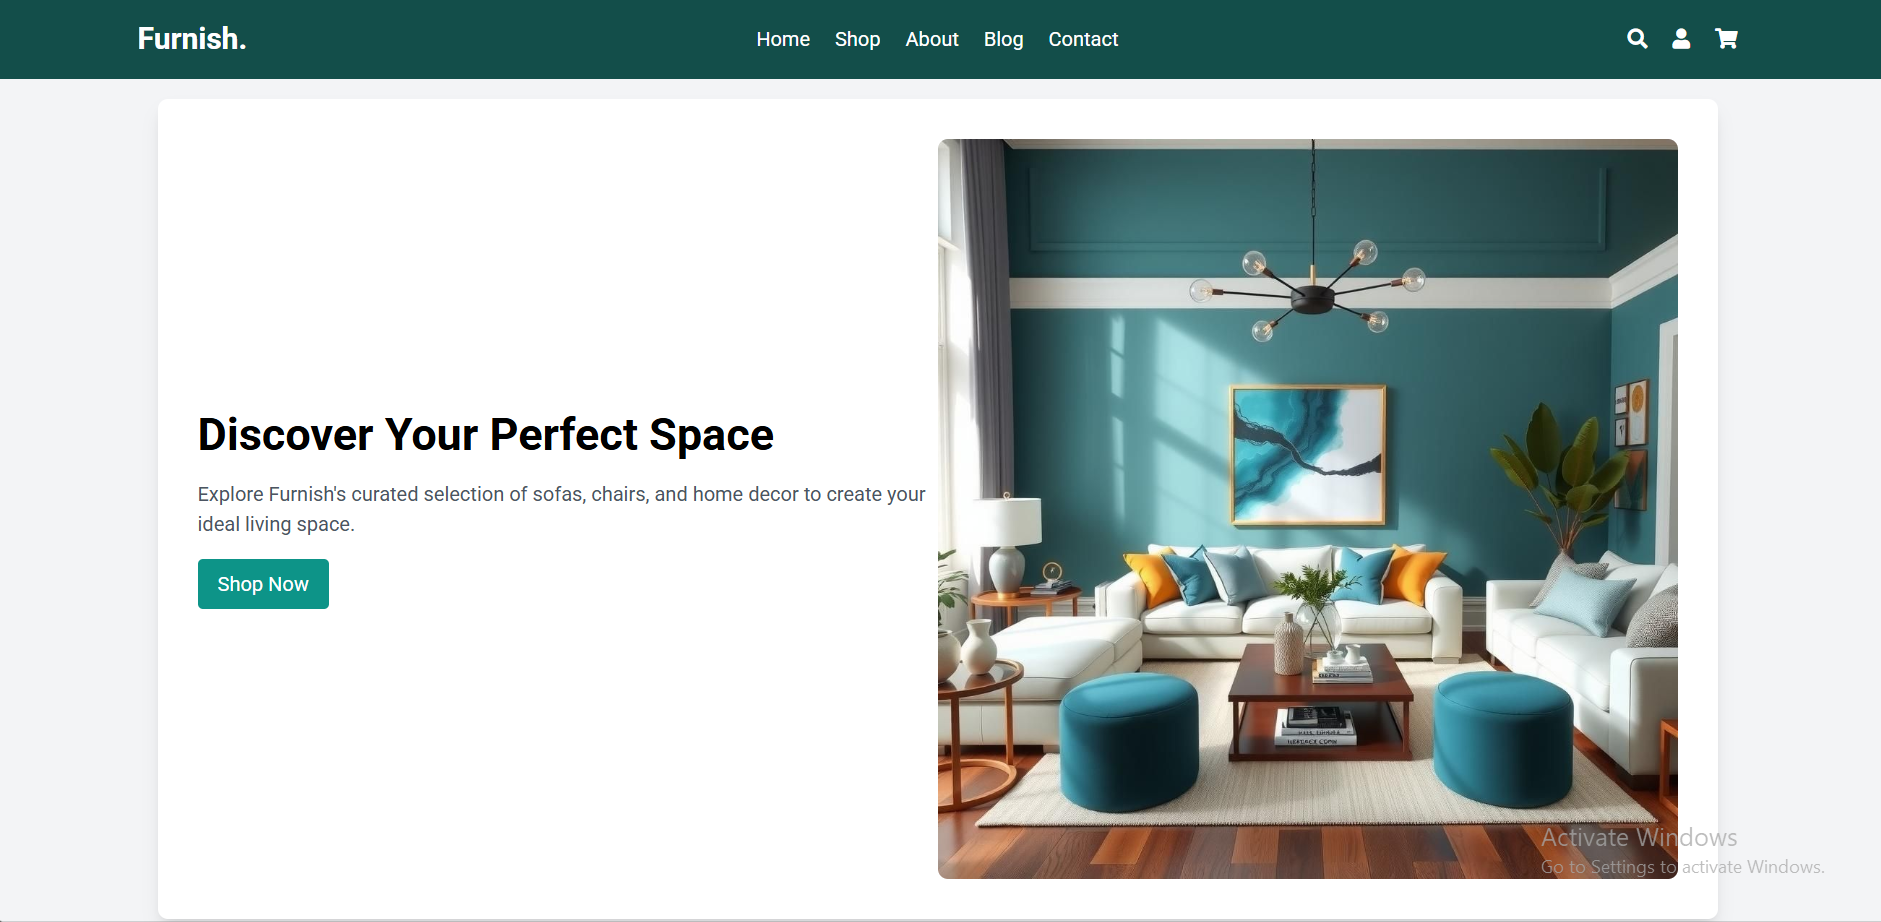 Furnish.
Home Shop About Blog Contact
Discover Your Perfect Space
Explore Furnish's curated selection of sofas, chairs, and home decor to create your
ideal living space.
Shop Now
Activate Windows
Go to Settings to activate Windows.